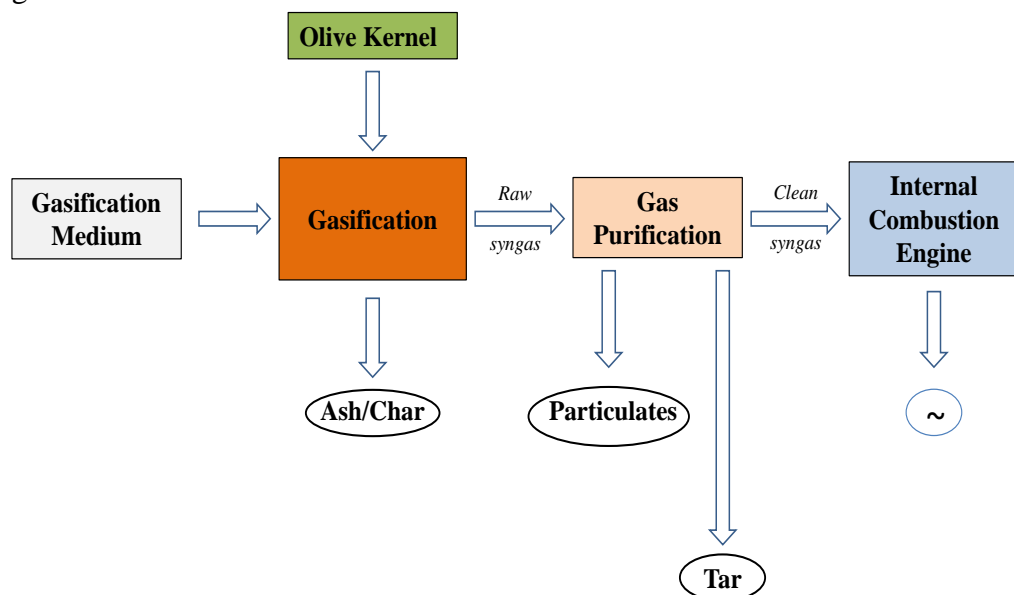 g
Olive Kernel
Gasification
Medium
Gasification
Raw
syngas
Gas
Purification
Clean
syngas
Internal
Combustion
Engine
Ash/Char
Particulates
~
Tar